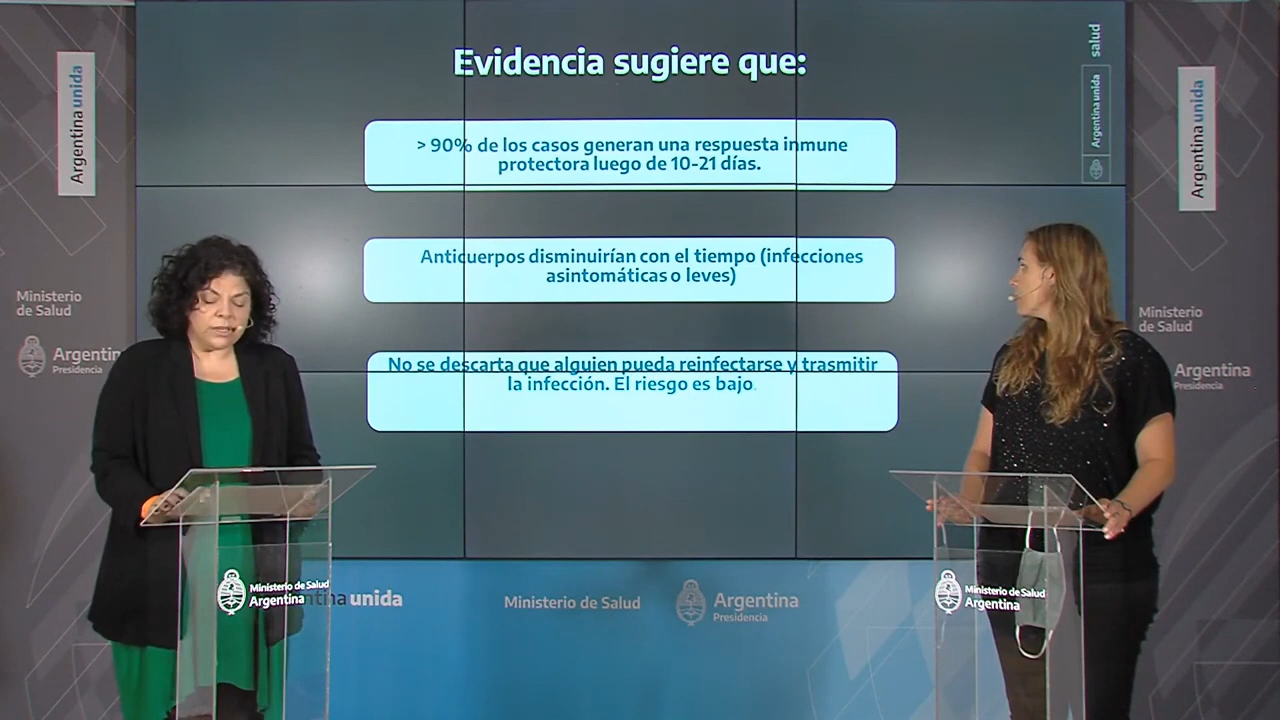 Evidencia sugiere que:
> 90% de los casos generan una respuesta inmune
protectora luego de 10-21 días.
Anticuerpos disminuirían con el tiempo (infecciones
asintomáticas o leves)
No se descarta que alguien pueda reinfectarse y trasmitir
la infección. El riesgo es bajo.
salud
Argentina unida
Argentina unida
Argentina unida
Ministerio
de Salud
Argentin
Presidencia
Ministerio
de Salud
Argentina
Presidencia
Ministerio de Salud
Argentina
ntina unida
Ministerio de Salud
Argentina
Presidencia
Ministerio de Salud
Argentina